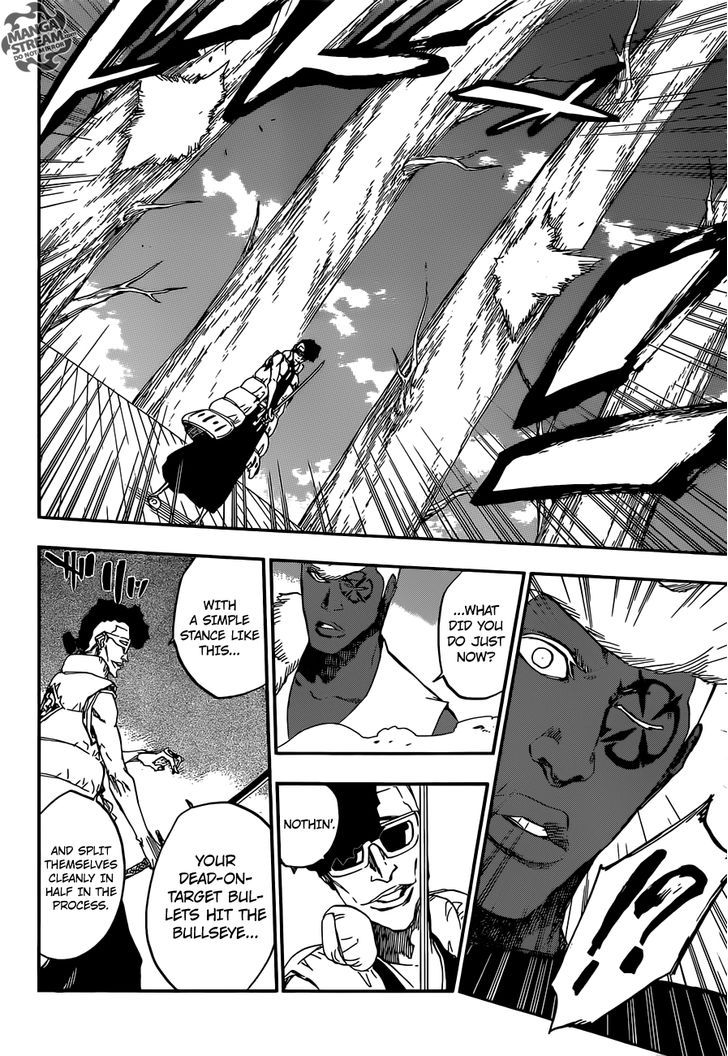 MANGA
STREAM
DO NOT MIRROR
!?
...WHAT
DID YOU
DO JUST
NOW?
NOTHIN'.
WITH
A SIMPLE
STANCE LIKE
THIS...
YOUR
DEAD-ON-
TARGET BUL-
LETS HIT THE
BULLSEYE...
AND SPLIT
THEMSELVES
CLEANLY IN
HALF IN THE
PROCESS.